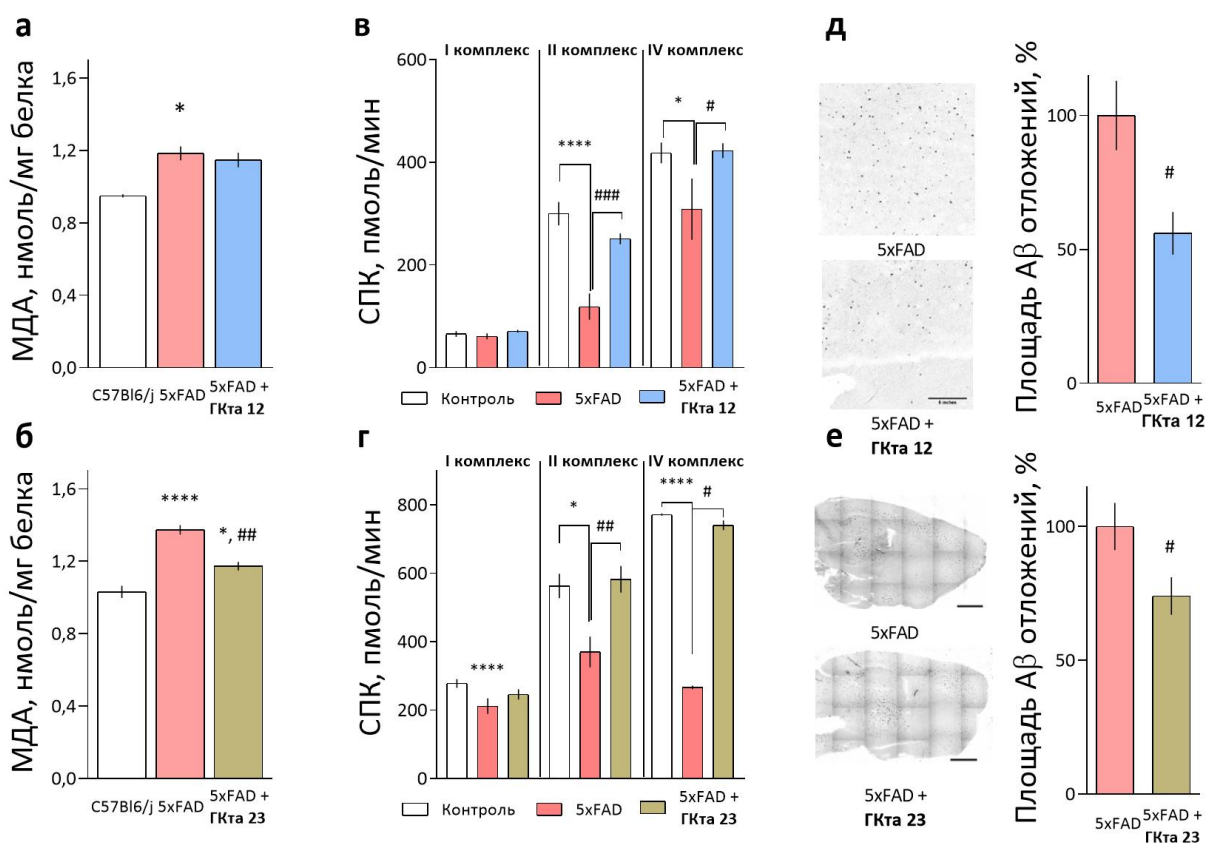 а
МДА, нмоль/мг белка
1,6
1,2
0,8
0,4
0,0
*
C57Bl6/j 5xFAD 5xFAD +
ГКта 12
в
I комплекс II комплекс IV комплекс
СПК, пмоль/мин
600
400
200
0
****
###
*
#
Контроль 5xFAD 5xFAD +
ГКта 12
д
5xFAD
6 inches
5xFAD +
ГКта 12
Площадь Aβ отложений, %
100
50
0
#
5xFAD 5xFAD +
ГКта 12
б
МДА, нмоль/мг белка
1,6
1,2
0,8
0,4
0,0
****
*, ##
C57Bl6/j 5xFAD 5xFAD +
ГКта 23
г
I комплекс II комплекс IV комплекс
СПК, пмоль/мин
800
600
400
200
0
****
*
##
****
#
Контроль 5xFAD 5xFAD +
ГКта 23
е
5xFAD
5xFAD +
ГКта 23
Площадь Aβ отложений, %
100
50
0
#
5xFAD 5xFAD +
ГКта 23